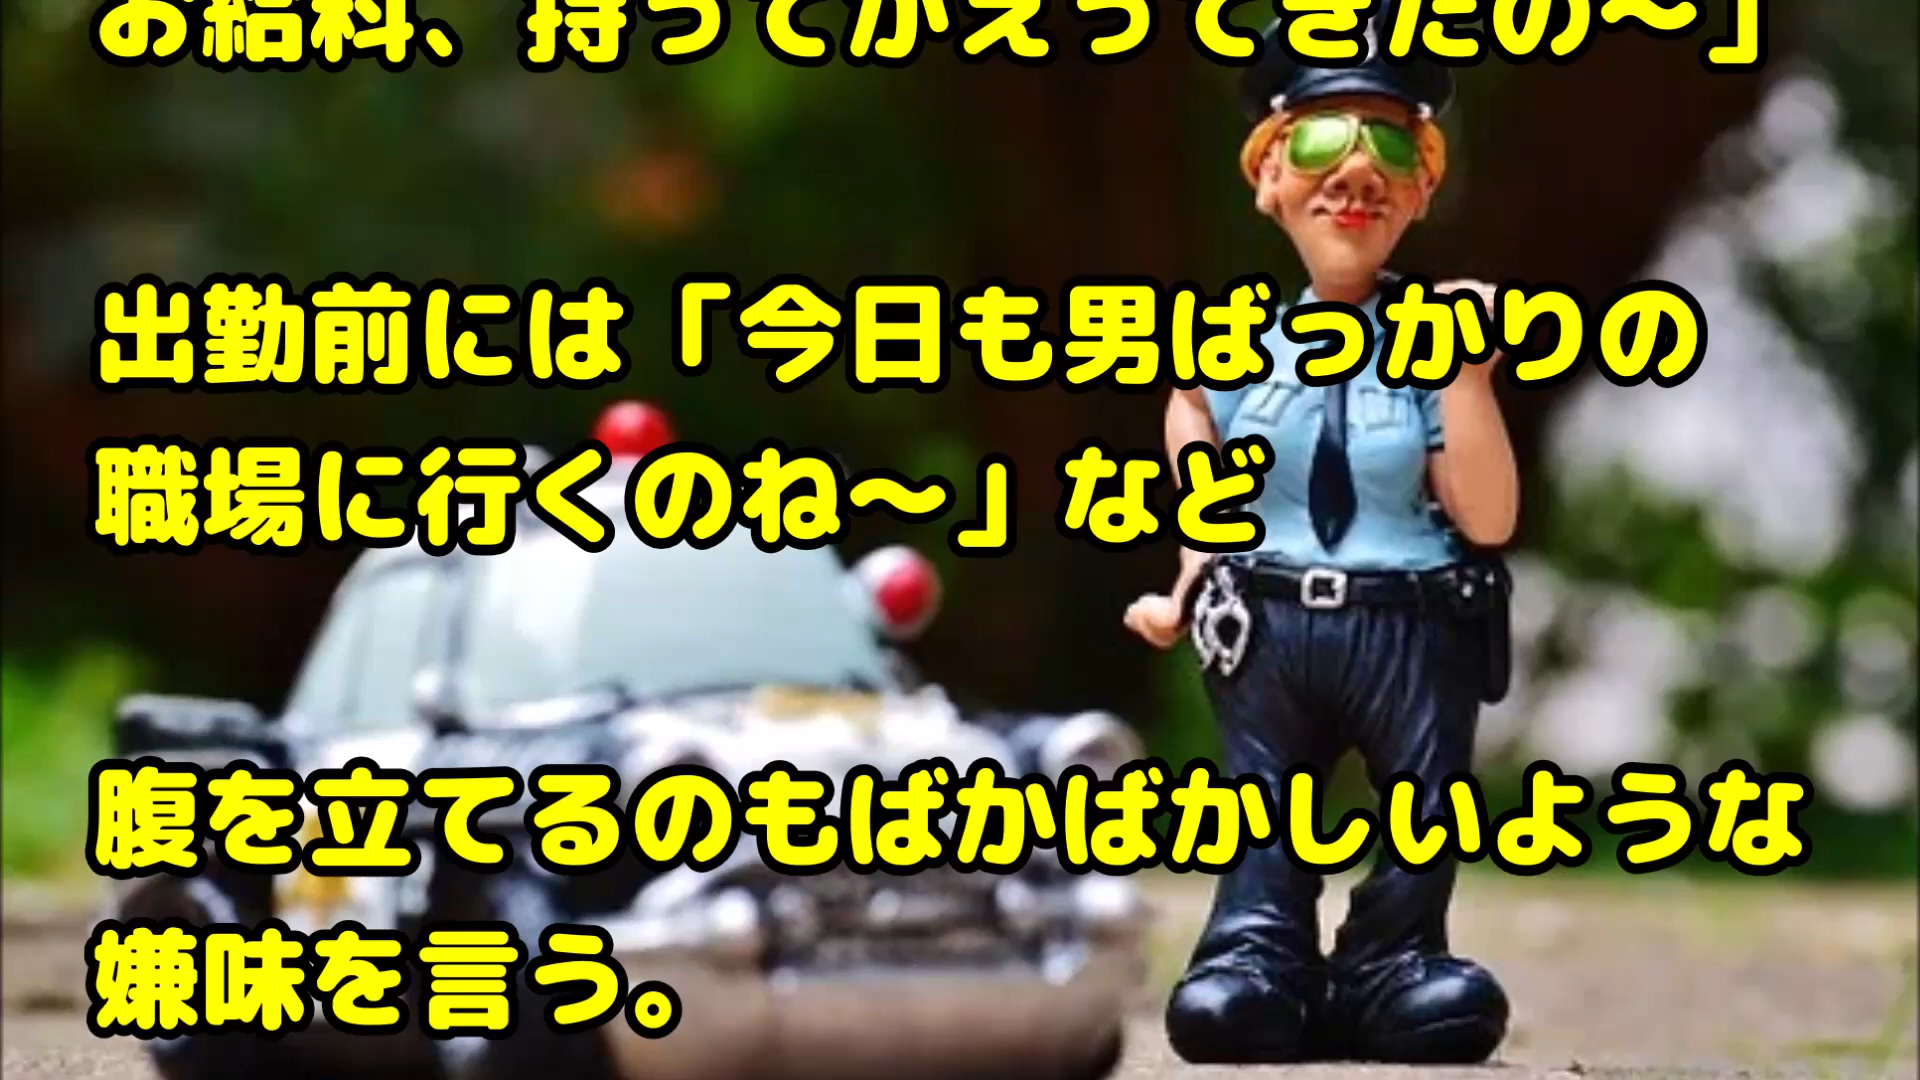 お給料、持ってかえってきたの〜」
出勤前には「今日も男ばっかりの
職場に行くのね〜」など
腹を立てるのもばかばかしいような
嫌味を言う。